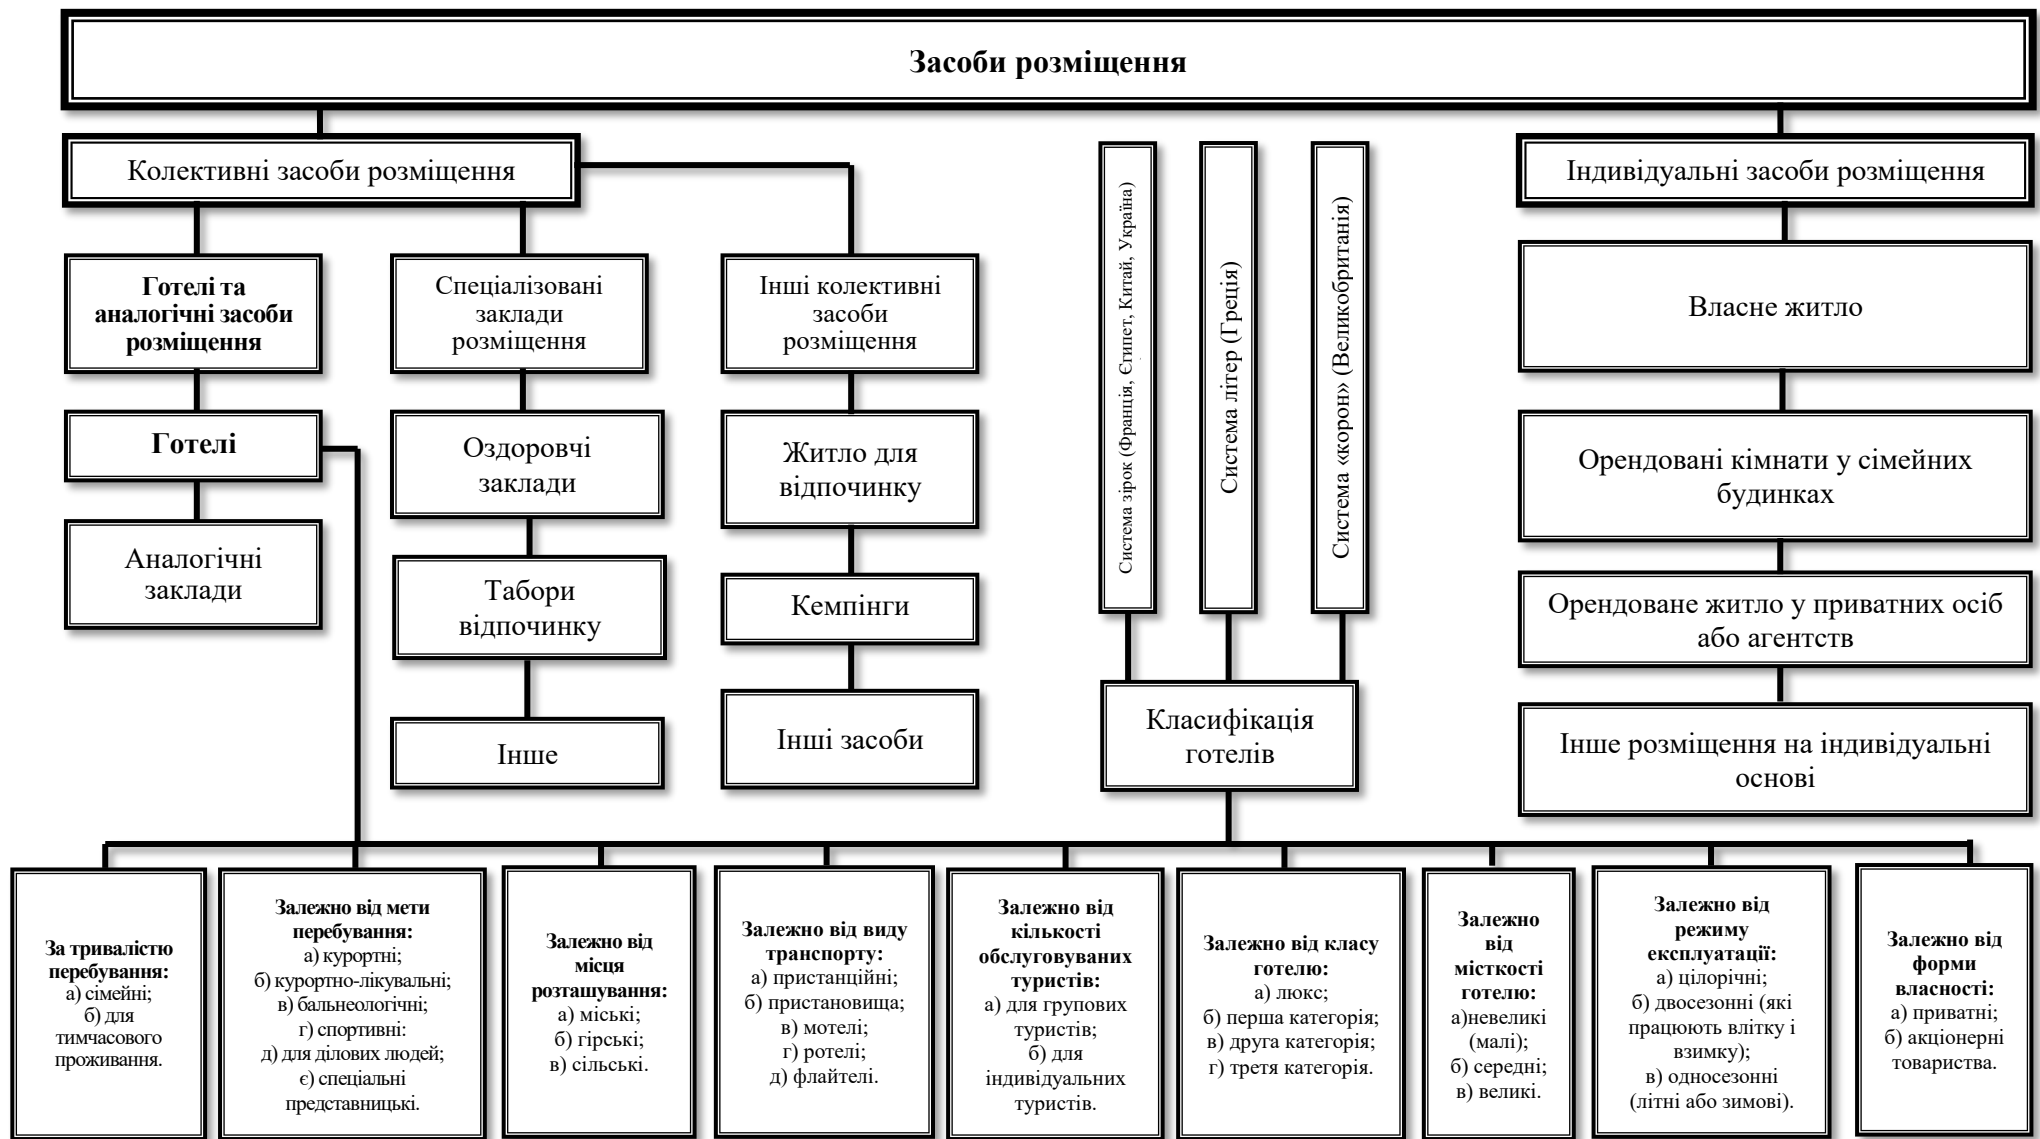 Засоби розміщення
Колективні засоби розміщення
Індивідуальні засоби розміщення
Готелі та
аналогічні засоби
розміщення
Спеціалізовані
заклади
розміщення
Інші колективні
засоби
розміщення
Система зірок (Франція, Єгипет, Китай, Україна)
Система літер (Греція)
Система «корон» (Великобританія)
Власне житло
Готелі
Оздоровчі
заклади
Житло для
відпочинку
Орендовані кімнати у сімейних
будинках
Аналогічні
заклади
Табори
відпочинку
Кемпінги
Орендоване житло у приватних осіб
або агентств
Інше
Інші засоби
Класифікація
готелів
Інше розміщення на індивідуальні
основі
За тривалістю
перебування:
а) сімейні;
б) для
тимчасового
проживання.
Залежно від мети
перебування:
а) курортні;
б) курортно-лікувальні;
в) бальнеологічні;
г) спортивні:
д) для ділових людей;
є) спеціальні
представницькі.
Залежно від
місця
розташування:
а) міські;
б) гірські;
в) сільські.
Залежно від виду
транспорту:
а) пристанційні;
б) пристановища;
в) мотелі;
г) ротелі;
д) флайтелі.
Залежно від
кількості
обслуговуваних
туристів:
а) для групових
туристів;
б) для
індивідуальних
туристів.
Залежно від класу
готелю:
а) люкс;
б) перша категорія;
в) друга категорія;
г) третя категорія.
Залежно
від
місткості
готелю:
а)невеликі
(малі);
б) середні;
в) великі.
Залежно від
режиму
експлуатації:
а) цілорічні;
б) двосезонні (які
працюють влітку і
взимку);
в) односезонні
(літні або зимові).
Залежно від
форми
власності:
а) приватні;
б) акціонерні
товариства.